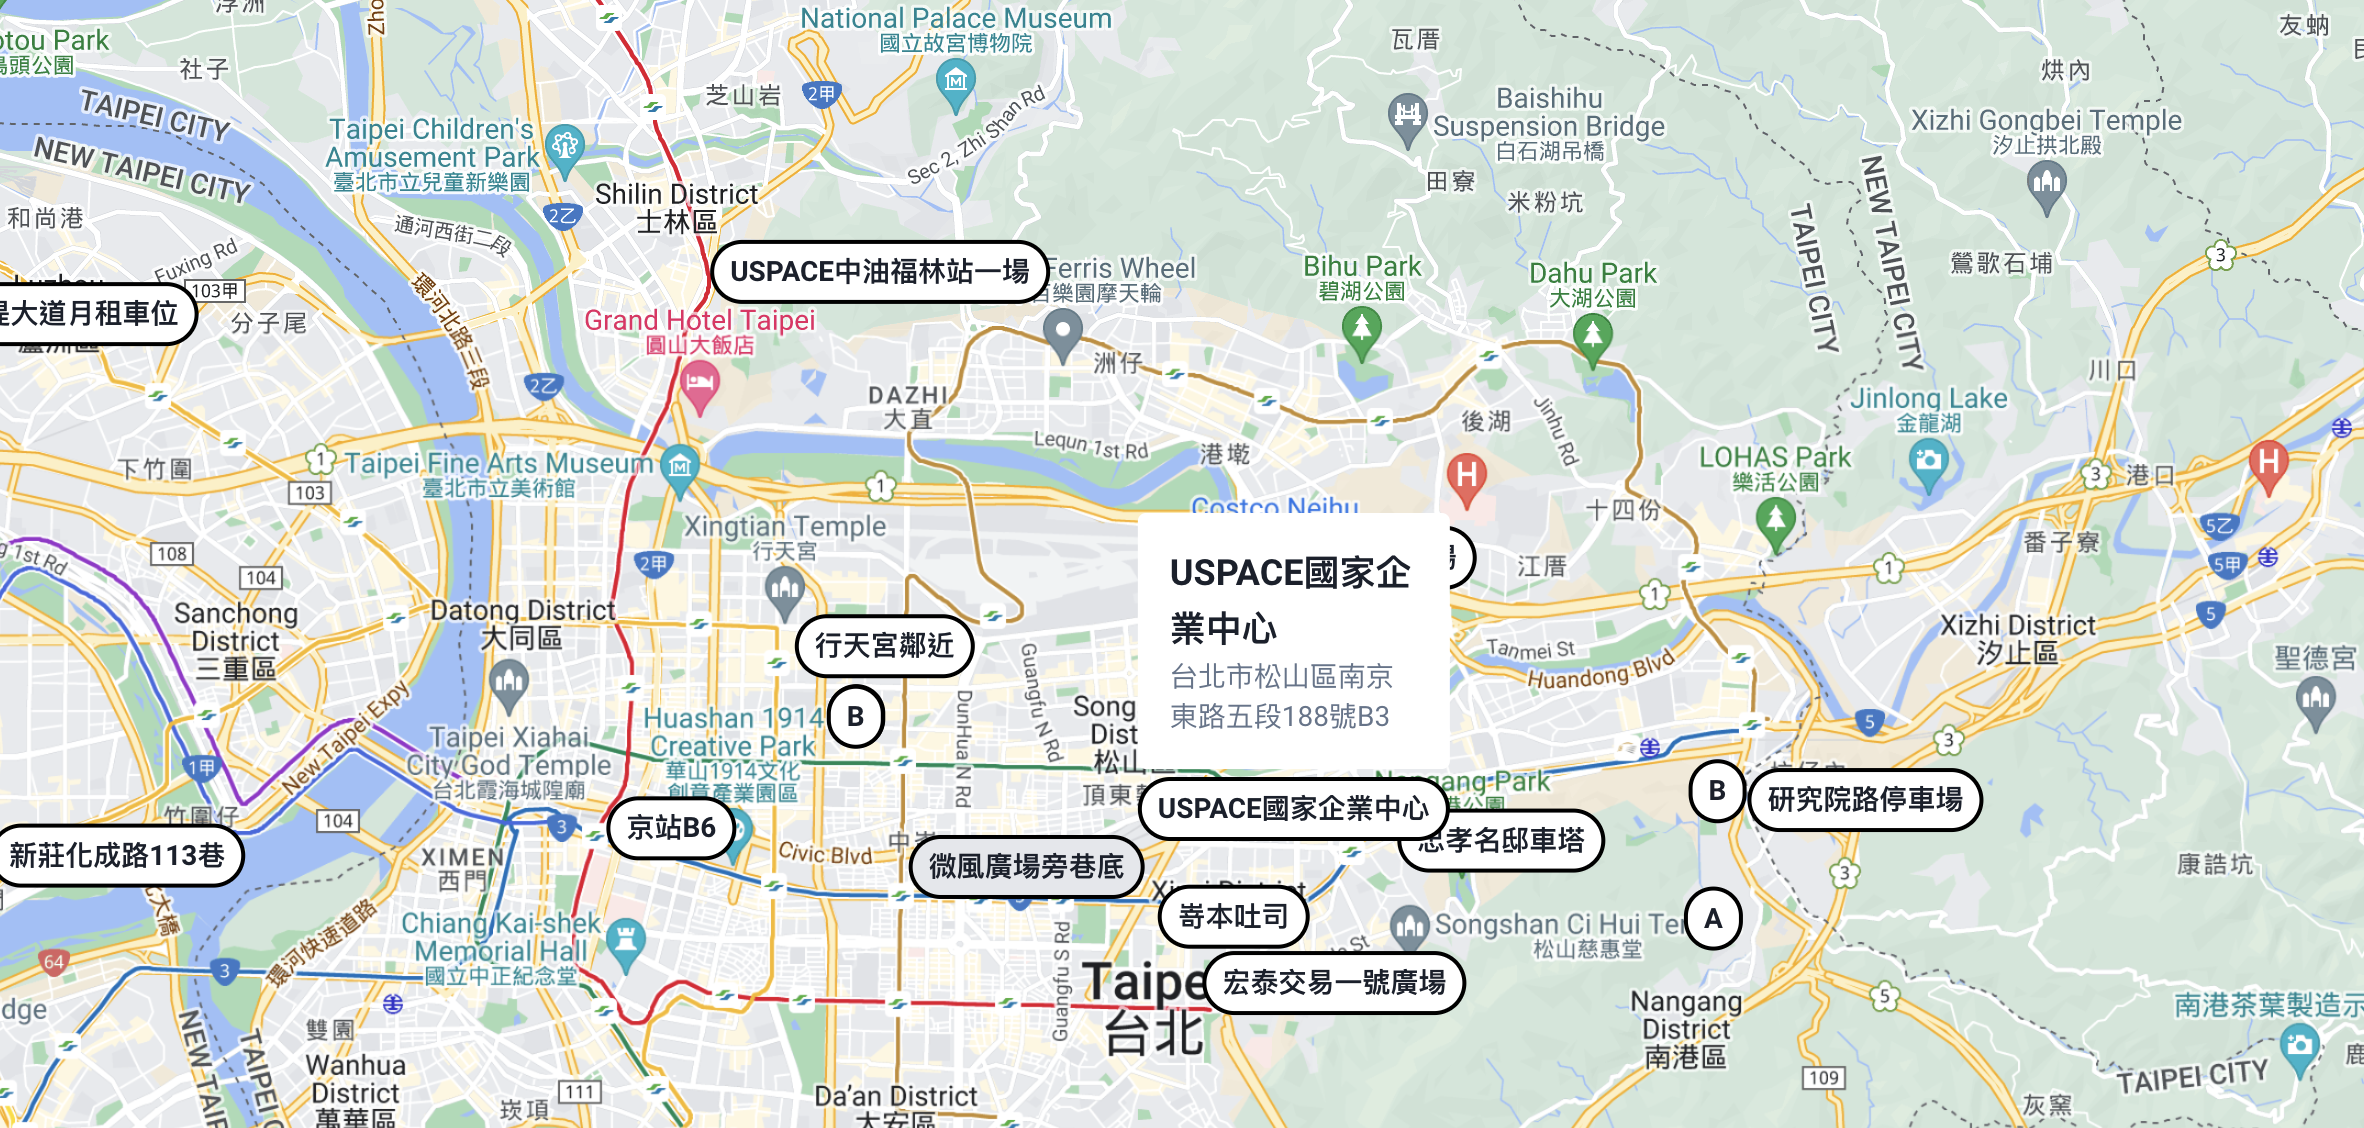 浮洲
Zho
National Palace Museum
國立故宮博物院
瓦厝
友蚋
otou Park
島頭公園
社子
芝山岩
2甲
烘內
TAIPEI CITY
NEW TAIPEI CITY
Taipei Children's
Amusement Park
臺北市立兒童新樂園
Sec 2, Zhi Shan Rd
Baishihu
Suspension Bridge
白石湖吊橋
Xizhi Gongbei Temple
汐止拱北殿
田寮
米粉坑
Shilin District
士林區
2乙
和尚港
通河西街二段
Fuxing Rd
103甲
TAIPEI CITY
NEW TAIPEI CITY
鶯歌石埔
3
USPACE中油福林站一場
Ferris Wheel
百樂園摩天輪
Bihu Park
碧湖公園
Dahu Park
大湖公園
堤大道月租車位
分子尾
環河北路三段
Grand Hotel Taipei
圓山大飯店
洲仔
2乙
DAZHI
大直
後湖
Jinhu Rd
川口
Jinlong Lake
金龍湖
Lequn 1st Rd
港墘
下竹圍
1
103
Taipei Fine Arts Museum
臺北市立美術館
1
H
LOHAS Park
樂活公園
3
港口
H
Costco Neihu
十四份
Xingtian Temple
行天宮
2甲
g 1st Rd
108
104
江厝
1
1
番子寮
5乙
5甲
5
USPACE國家企
業中心
台北市松山區南京
東路五段188號B3
Sanchong
District
三重區
Datong District
大同區
行天宮鄰近
Guangfu N Rd
Tanmei St
Huandong Blvd
Xizhi District
汐止區
聖德宮
B
DunHua N Rd
Song
Dist
松山
Huashan 1914
Creative Park
華山1914文化
創意產業園區
New Taipei Expy
Taipei Xiahai
City God Temple
台北霞海城隍廟
1甲
5
3
竹圍仔
104
3
京站B6
Civic Blvd
頂東
Nangang Park
USPACE國家企業中心
忠孝名邸車塔
B
研究院路停車場
新莊化成路113巷
XIMEN
西門
微風廣場旁巷底
3
康誥坑
嵜本吐司
Songshan Ci Hui Te
松山慈惠堂
A
Chiang Kai-shek
Memorial Hall
國立中正紀念堂
環河快速道路
64
3
宏泰交易一號廣場
Taipe
台北
5
dge
雙園
NEW TAIP
TAIPEI C
Nangang
District
南港區
南港茶葉製造示
Wanhua
District
萬華區
111
崁頂
Da'an District
大安區
109
TAIPEI CITY
灰窯